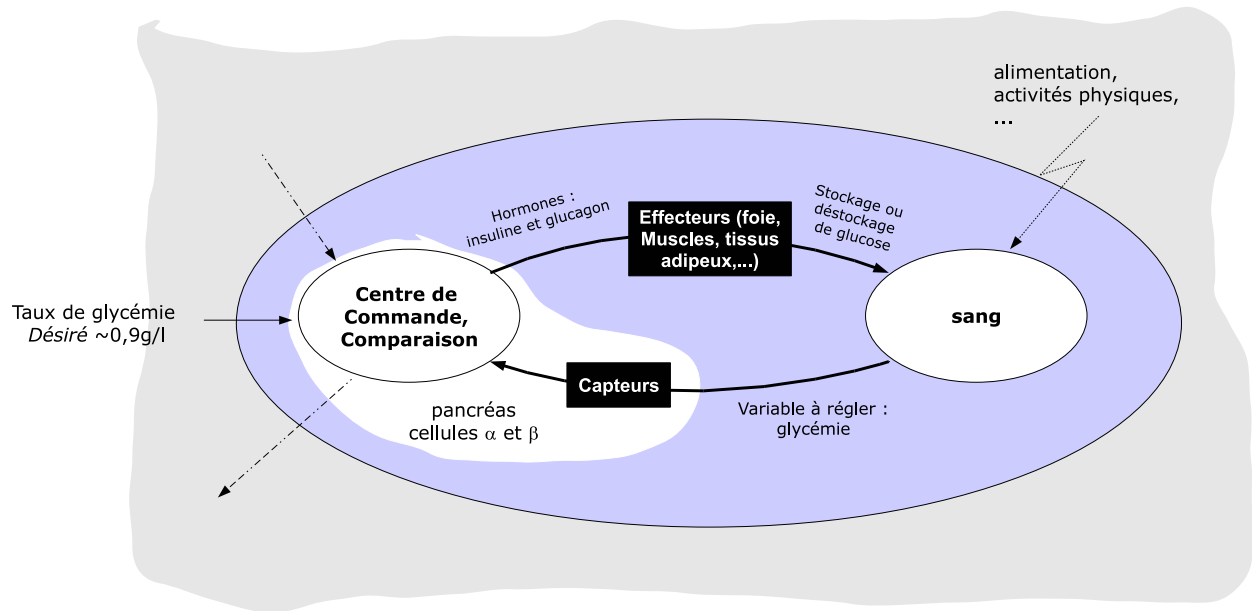 alimentation,
activités physiques,
...
Hormones :
insuline et glucagon
Effecteurs (foie,
Muscles, tissus
adipeux,...)
Stockage ou
déstockage
de glucose
Taux de glycémie
Désiré ~0,9g/l
Centre de
Commande,
Comparaison
sang
Capteurs
pancréas
cellules α et β
Variable à régler :
glycémie